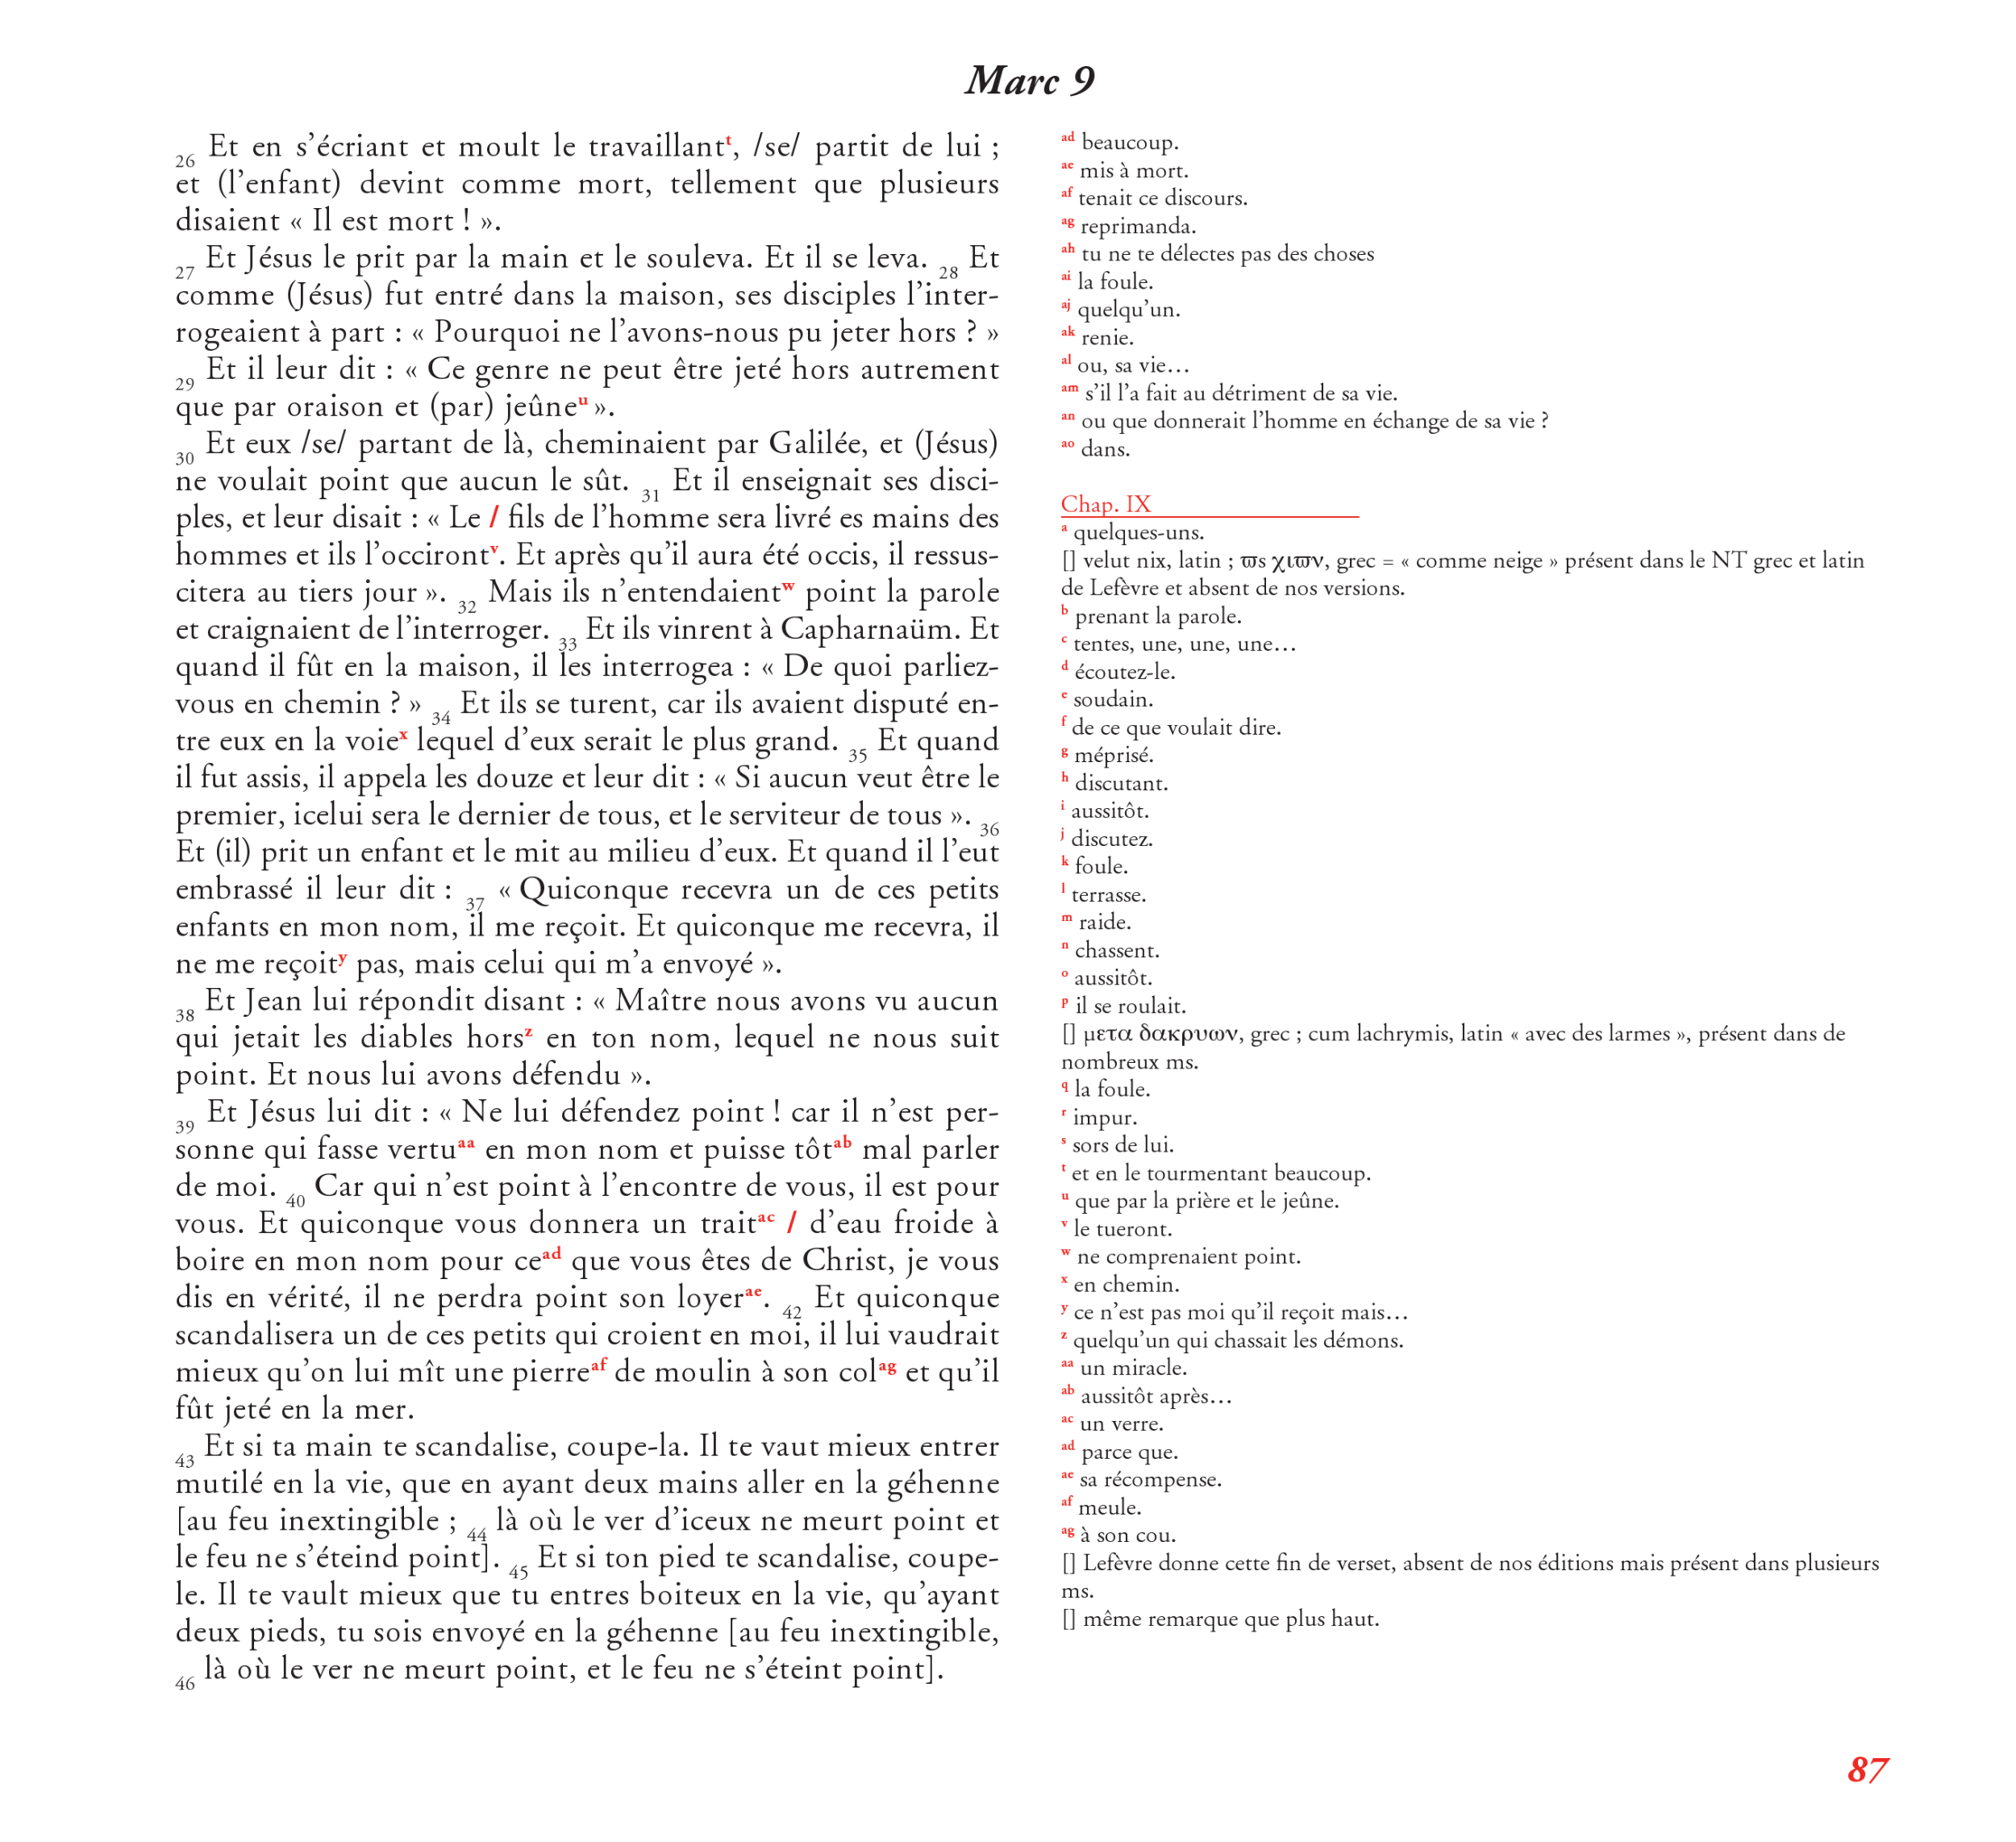 Marc 9
26 Et en s’écriant et moult le travaillantt, /se/ partit de lui ;
et (l’enfant) devint comme mort, tellement que plusieurs
disaient « Il est mort ! ».
27 Et Jésus le prit par la main et le souleva. Et il se leva. 28 Et
comme (Jésus) fut entré dans la maison, ses disciples l’inter-
rogeaient à part : « Pourquoi ne l’avons-nous pu jeter hors ? »
29 Et il leur dit : « Ce genre ne peut être jeté hors autrement
que par oraison et (par) jeûneu ».
30 Et eux /se/ partant de là, cheminaient par Galilée, et (Jésus)
ne voulait point que aucun le sût. 31 Et il enseignait ses disci-
ples, et leur disait : « Le / fils de l’homme sera livré es mains des
hommes et ils l’occirontv. Et après qu’il aura été occis, il ressus-
citera au tiers jour ». 32 Mais ils n’entendaientw point la parole
et craignaient de l’interroger. 33 Et ils vinrent à Capharnaüm. Et
quand il fût en la maison, il les interrogea : « De quoi parliez-
vous en chemin ? » 34 Et ils se turent, car ils avaient disputé en-
tre eux en la voiex lequel d’eux serait le plus grand. 35 Et quand
il fut assis, il appela les douze et leur dit : « Si aucun veut être le
premier, icelui sera le dernier de tous, et le serviteur de tous ». 36
Et (il) prit un enfant et le mit au milieu d’eux. Et quand il l’eut
embrassé il leur dit : 37 « Quiconque recevra un de ces petits
enfants en mon nom, il me reçoit. Et quiconque me recevra, il
ne me reçoity pas, mais celui qui m’a envoyé ».
38 Et Jean lui répondit disant : « Maître nous avons vu aucun
qui jetait les diables horsz en ton nom, lequel ne nous suit
point. Et nous lui avons défendu ».
39 Et Jésus lui dit : « Ne lui défendez point ! car il n’est per-
sonne qui fasse vertuaa en mon nom et puisse tôtab mal parler
de moi. 40 Car qui n’est point à l’encontre de vous, il est pour
vous. Et quiconque vous donnera un traitac / d’eau froide à
boire en mon nom pour cead que vous êtes de Christ, je vous
dis en vérité, il ne perdra point son loyerae. 42 Et quiconque
scandalisera un de ces petits qui croient en moi, il lui vaudrait
mieux qu’on lui mît une pierreaf de moulin à son colag et qu’il
fût jeté en la mer.
43 Et si ta main te scandalise, coupe-la. Il te vaut mieux entrer
mutilé en la vie, que en ayant deux mains aller en la géhenne
[au feu inextingible ; 44 là où le ver d’iceux ne meurt point et
le feu ne s’éteind point]. 45 Et si ton pied te scandalise, coupe-
le. Il te vault mieux que tu entres boiteux en la vie, qu’ayant
deux pieds, tu sois envoyé en la géhenne [au feu inextingible,
46 là où le ver ne meurt point, et le feu ne s’éteint point].
ad beaucoup.
ae mis à mort.
af tenait ce discours.
ag reprimanda.
ah tu ne te délectes pas des choses
ai la foule.
aj quelqu’un.
ak renie.
al ou, sa vie…
am s’il l’a fait au détriment de sa vie.
an ou que donnerait l’homme en échange de sa vie ?
ao dans.
Chap. IX
a quelques-uns.
[] velut nix, latin ; ϖs χιϖν, grec = « comme neige » présent dans le NT grec et latin
de Lefèvre et absent de nos versions.
b prenant la parole.
c tentes, une, une, une…
d écoutez-le.
e soudain.
f de ce que voulait dire.
g méprisé.
h discutant.
i aussitôt.
j discutez.
k foule.
l terrasse.
m raide.
n chassent.
o aussitôt.
p il se roulait.
[] μετα δακρυων, grec ; cum lachrymis, latin « avec des larmes », présent dans de
nombreux ms.
q la foule.
r impur.
s sors de lui.
t et en le tourmentant beaucoup.
u que par la prière et le jeûne.
v le tueront.
w ne comprenaient point.
x en chemin.
y ce n’est pas moi qu’il reçoit mais…
z quelqu’un qui chassait les démons.
aa un miracle.
ab aussitôt après…
ac un verre.
ad parce que.
ae sa récompense.
af meule.
ag à son cou.
[] Lefèvre donne cette fin de verset, absent de nos éditions mais présent dans plusieurs
ms.
[] même remarque que plus haut.
87